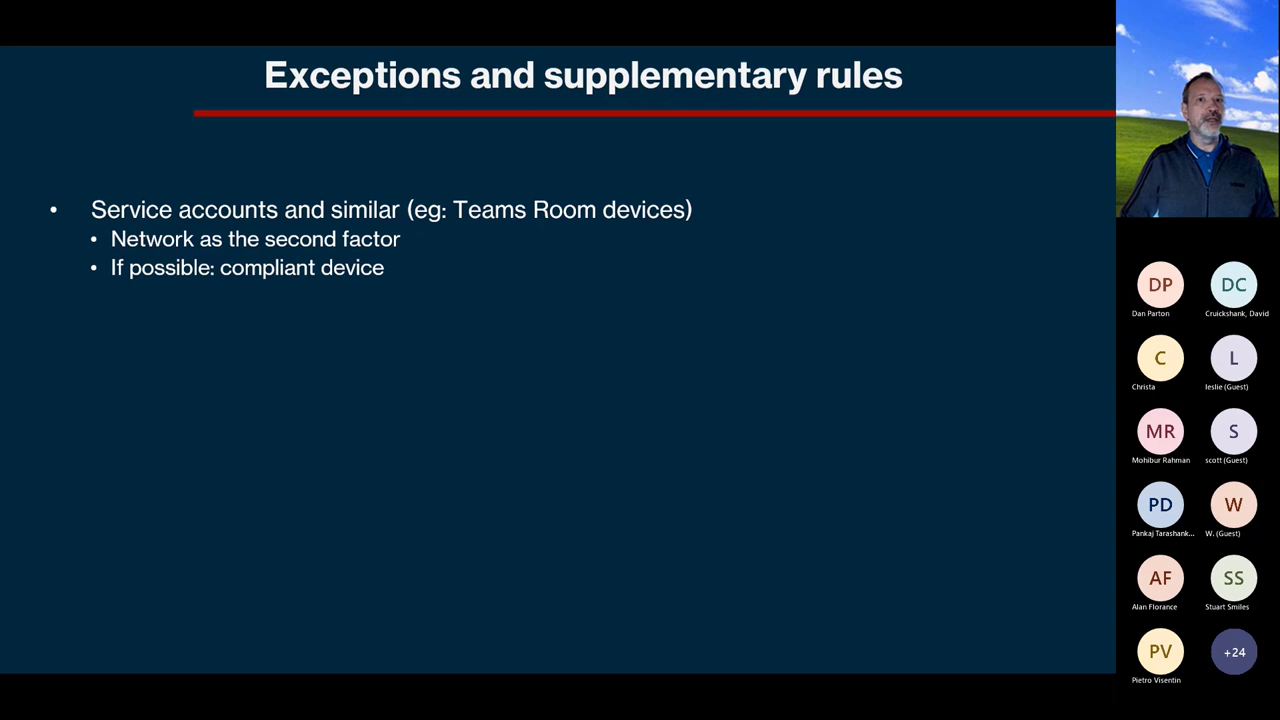 Exceptions and supplementary rules
• Service accounts and similar (eg: Teams Room devices)
• Network as the second factor
• If possible: compliant device
DP
DC
Dan Parton
Cruickshank, David
C
L
Christa
leslie (Guest)
MR
S
Mohibur Rahman
scott (Guest)
PD
W
Pankaj Tarashank...
W. (Guest)
AF
SS
Alan Florance
Stuart Smiles
PV
+24
Pietro Visentin